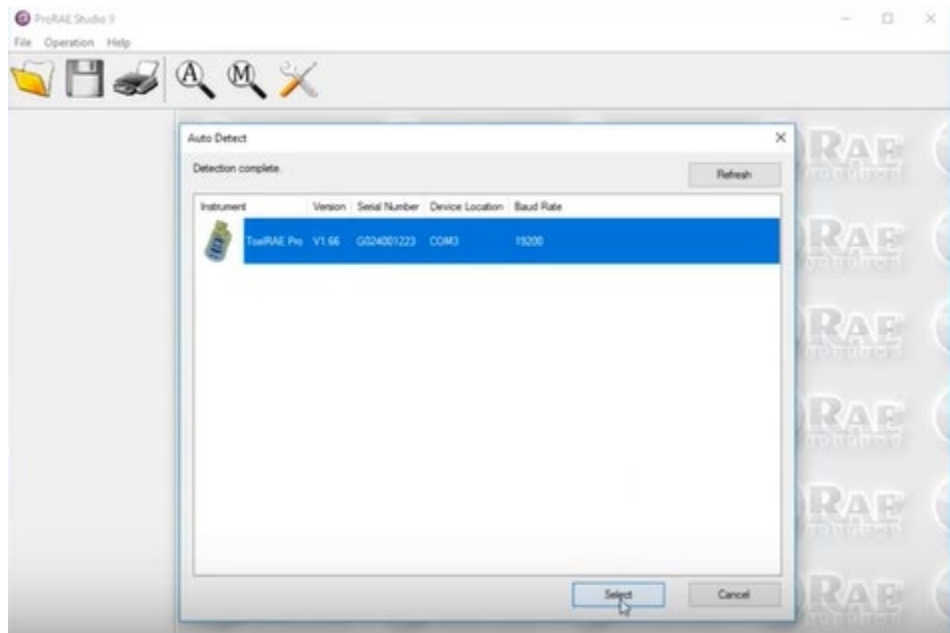 ProRAE Studio II
File Operation Help
A M
Auto Detect
Detection complete.
Refresh
Instrument Version Serial Number Device Location Baud Rate
ToxiRAE Pro V1.66 G024001223 COM3 19200
Select Cancel
RAE
RAE
RAE
RAE
RAE
RAE